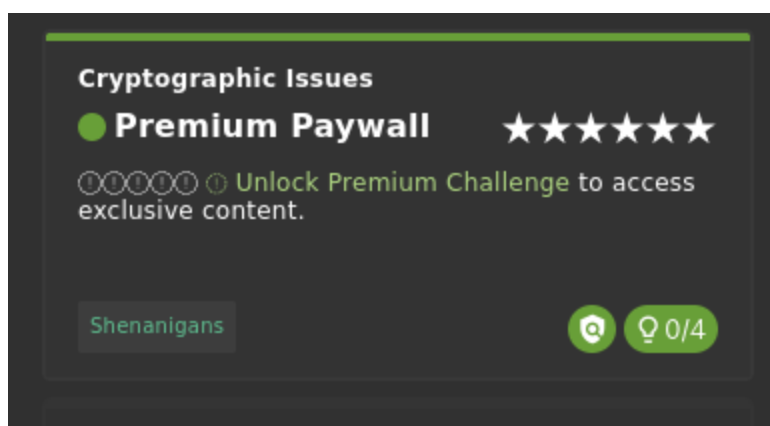 Cryptographic Issues
Premium Paywall ★★★★★★
Unlock Premium Challenge to access
exclusive content.
Shenanigans
0/4